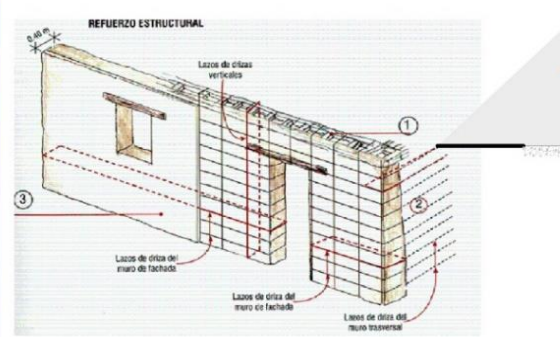 REFUERZO ESTRUCTURAL
0.40 m
Lazos de drizas
verticales
1
2
3
Lazos de driza del
muro de fachada
Lazos de driza del
muro de fachada
Lazos de driza del
muro trasversal